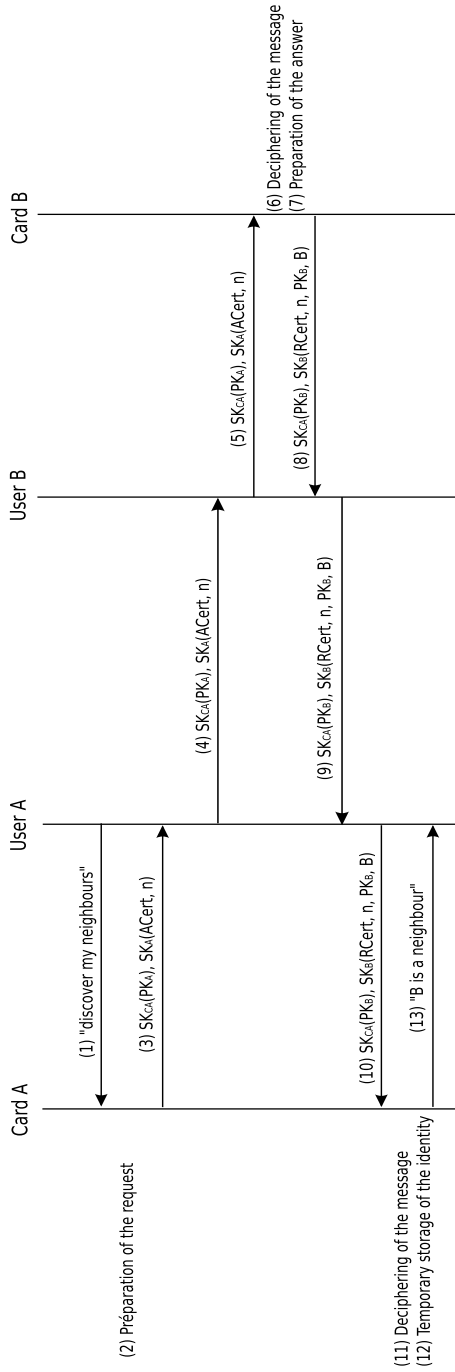 Card A
User A
User B
Card B
(1) "discover my neighbours"
(2) Préparation of the request
(3) SKCA(PKA), SKA(ACert, n)
(4) SKCA(PKA), SKA(ACert, n)
(5) SKCA(PKA), SKA(ACert, n)
(6) Deciphering of the message
(7) Preparation of the answer
(8) SKCA(PKB), SKB(RCert, n, PKB, B)
(9) SKCA(PKB), SKB(RCert, n, PKB, B)
(10) SKCA(PKB), SKB(RCert, n, PKB, B)
(11) Deciphering of the message
(12) Temporary storage of the identity
(13) "B is a neighbour"